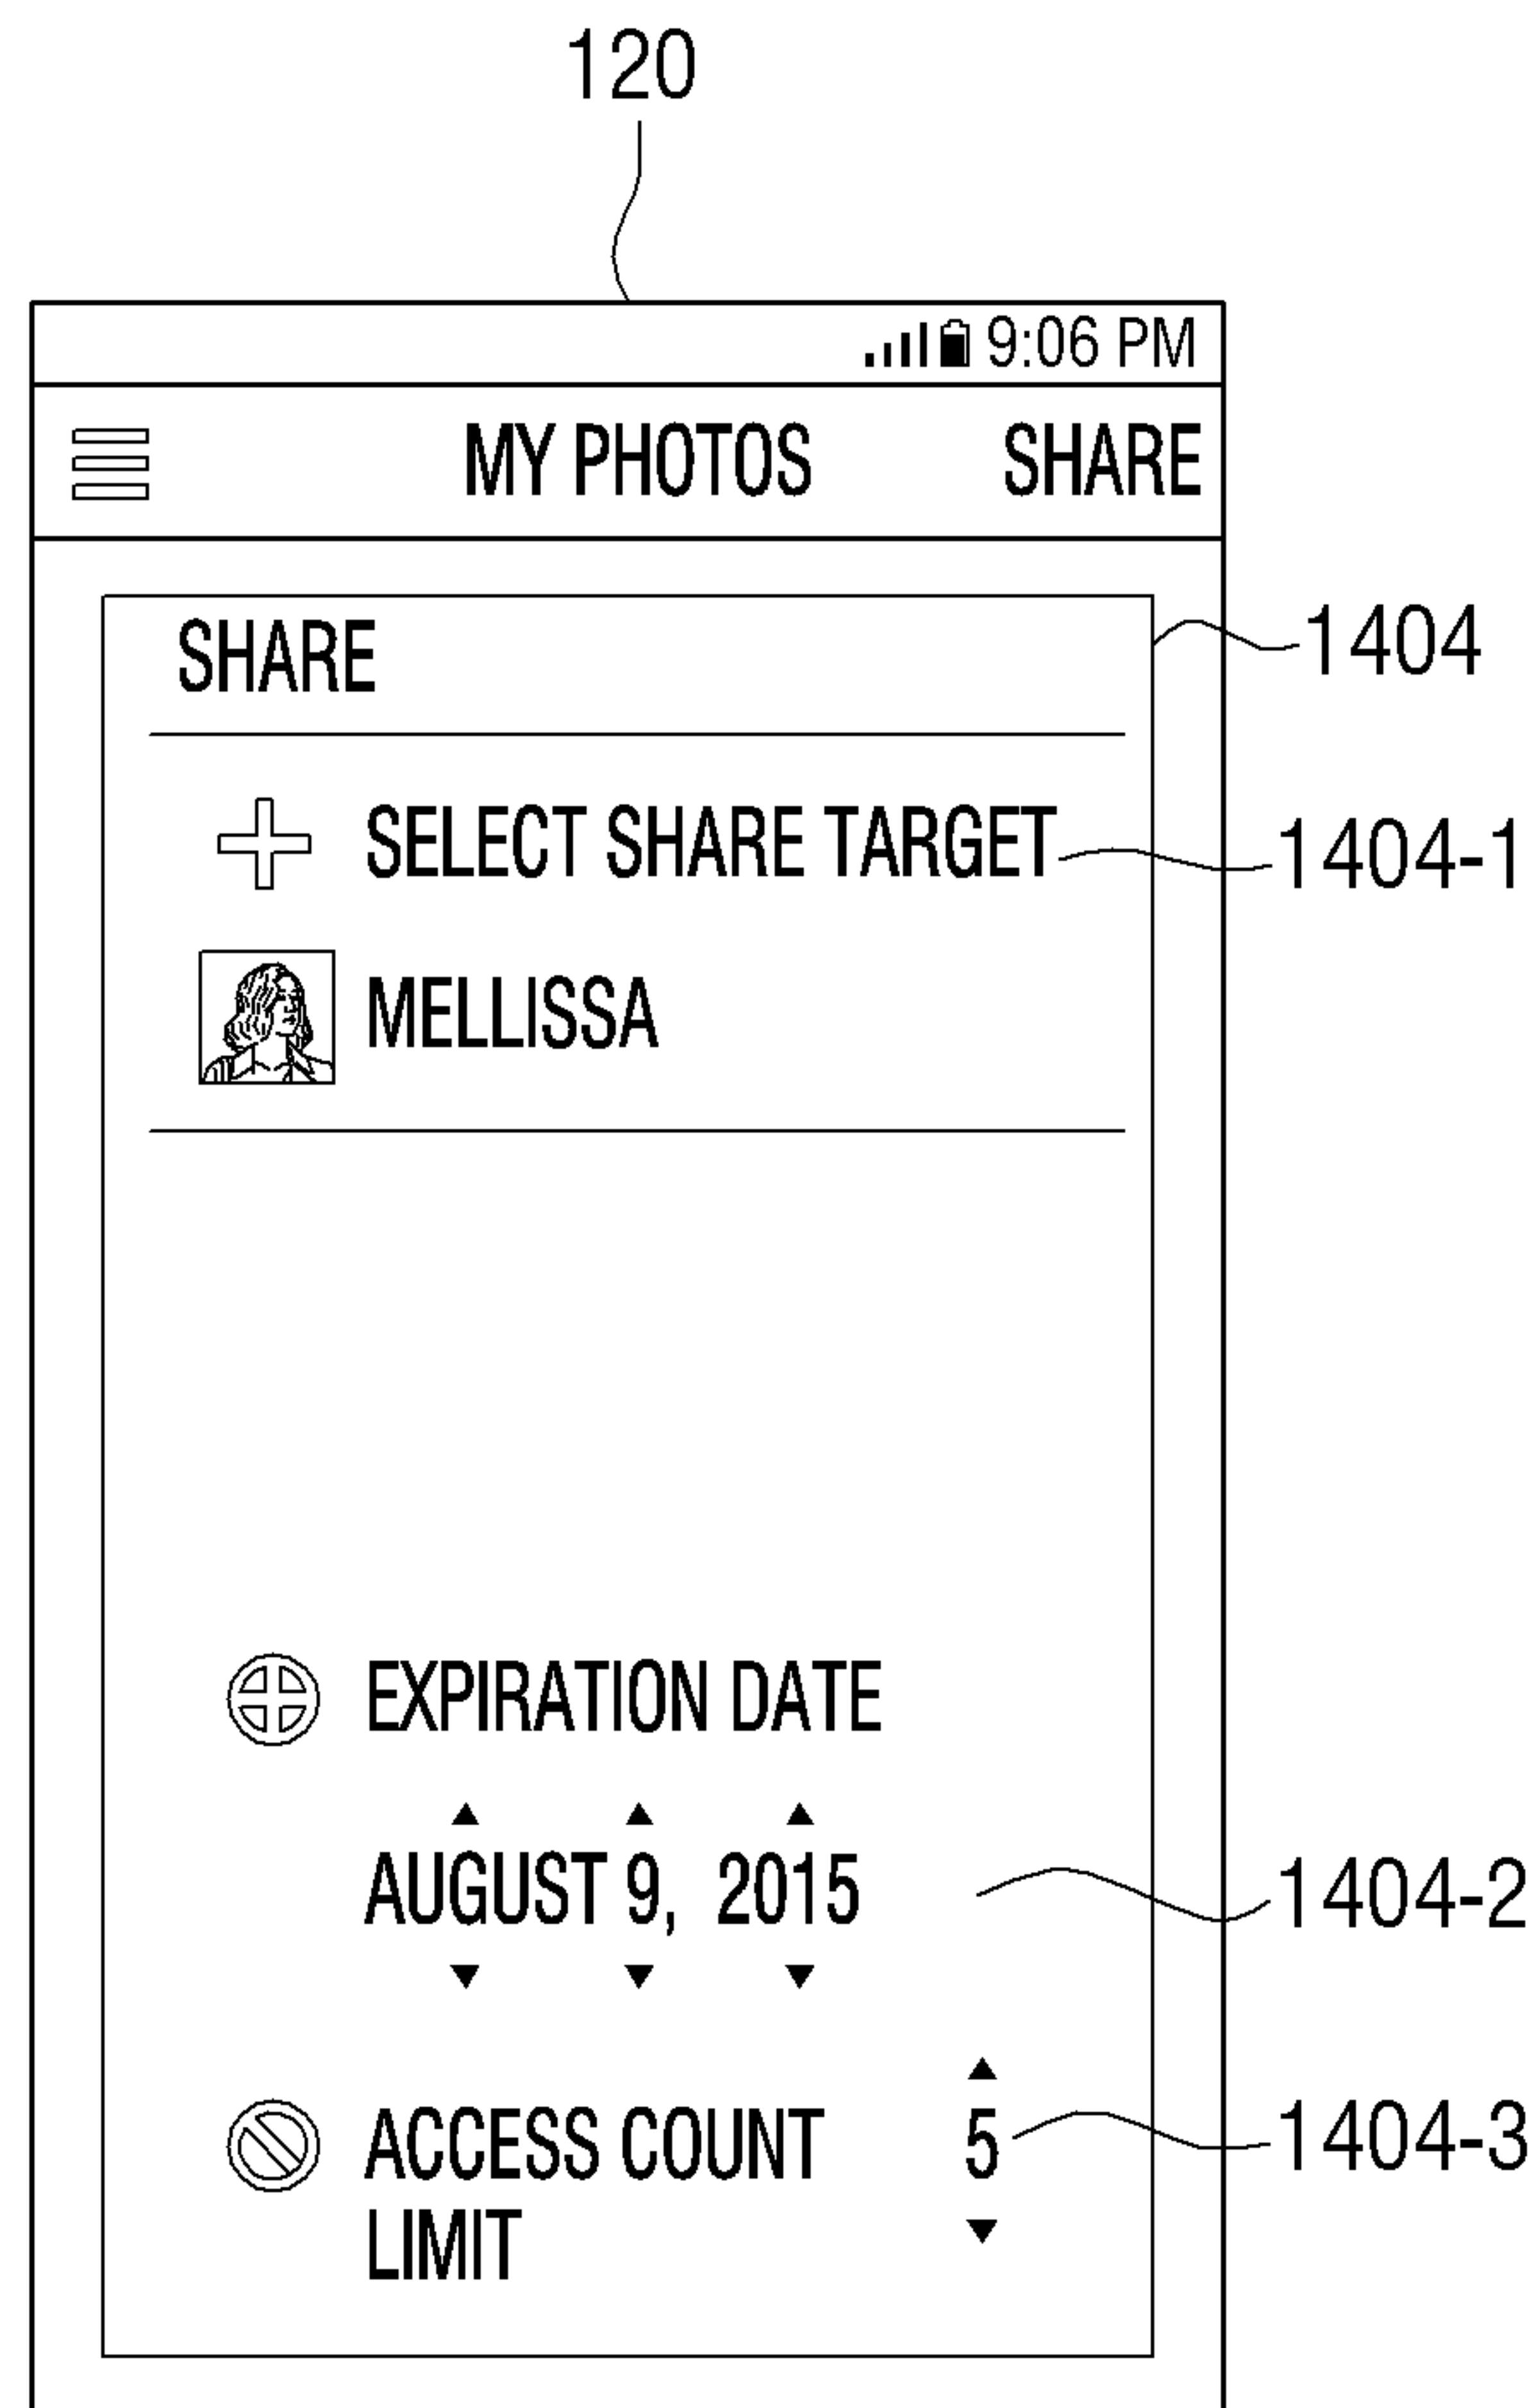 120
9:06 PM
MY PHOTOS SHARE
SHARE
1404
SELECT SHARE TARGET
1404-1
MELLISSA
EXPIRATION DATE
AUGUST 9, 2015
1404-2
ACCESS COUNT 5
1404-3
LIMIT